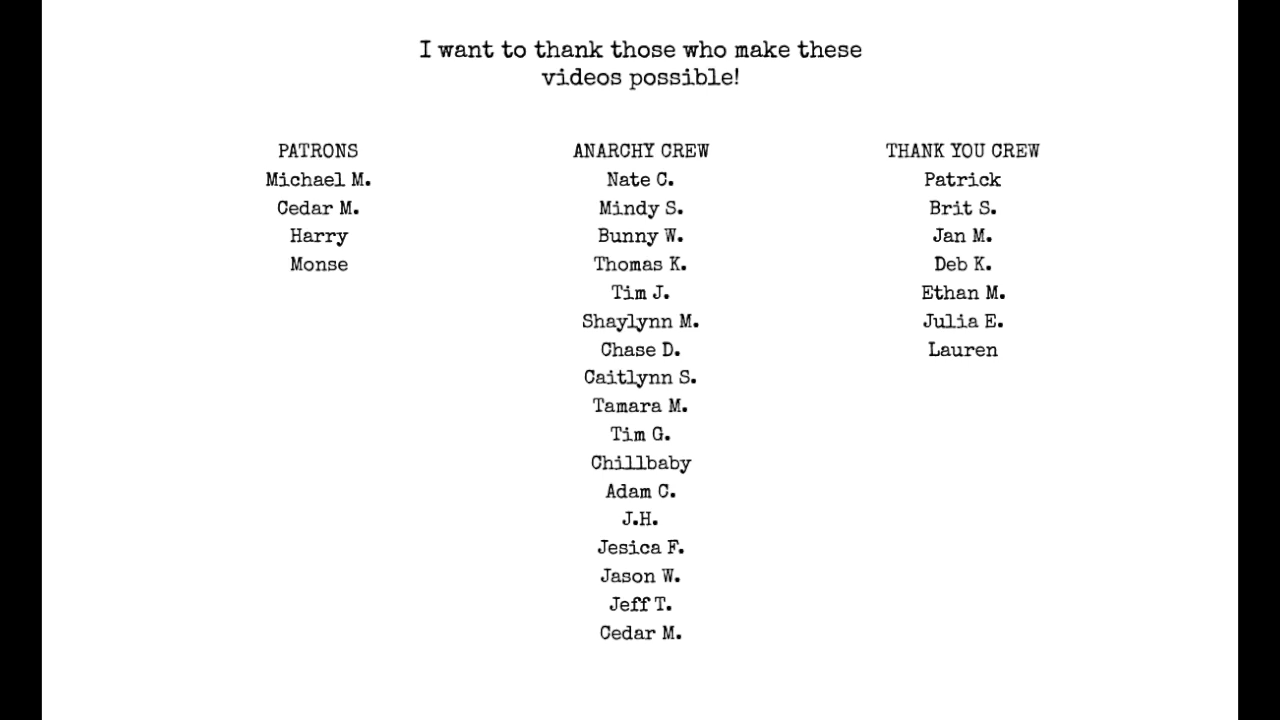 I want to thank those who make these
videos possible!
PATRONS
Michael M.
Cedar M.
Harry
Monse
ANARCHY CREW
Nate C.
Mindy S.
Bunny W.
Thomas K.
Tim J.
Shaylynn M.
Chase D.
Caitlynn S.
Tamara M.
Tim G.
Chillbaby
Adam C.
J.H.
Jesica F.
Jason W.
Jeff T.
Cedar M.
THANK YOU CREW
Patrick
Brit S.
Jan M.
Deb K.
Ethan M.
Julia E.
Lauren